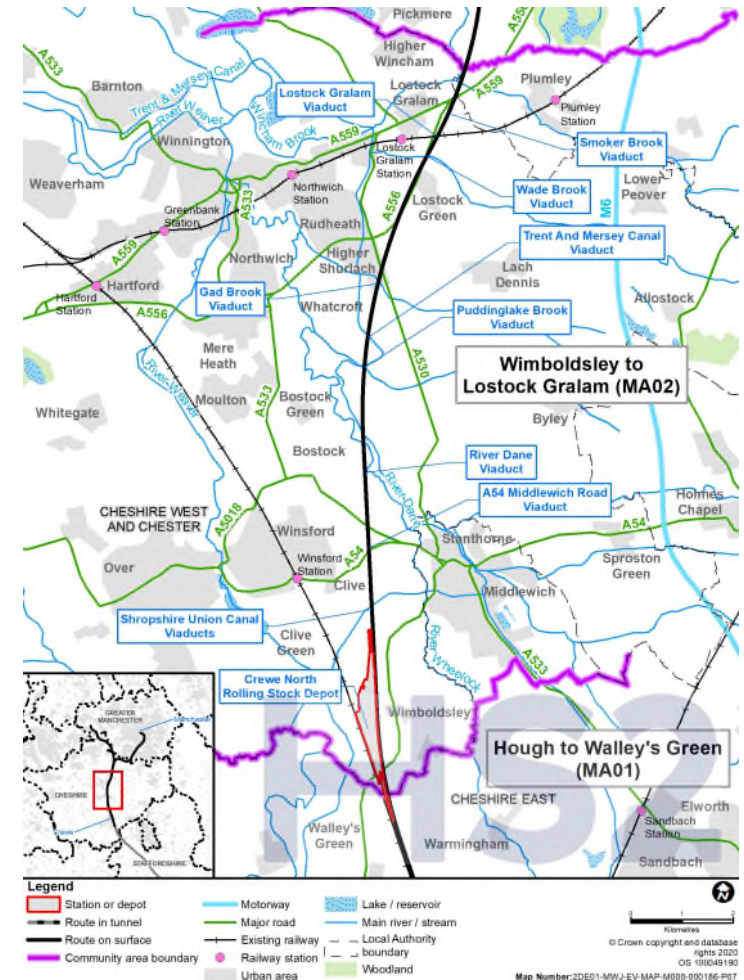 Pickmere
Higher
Wincham
A550
A533
Barnton
Trent & Mersey Canal
River Weaver
Wincham Brook
Winnington
Lostock Gralam
Viaduct
Lostock
Gralam
A559
Plumley
Plumley
Station
A559
Smoker Brook
Viaduct
Weaverham
Lostock
Gralam
Station
Northwich
Station
A533
Greenbank
Station
A556
Wade Brook
Viaduct
Lower
Peover
M6
Rudheath
Lostock
Green
A559
Northwich
Higher
Shurlach
Trent And Mersey Canal
Viaduct
Lach
Dennis
Hartford
Hartford
Station
A556
Gad Brook
Viaduct
Whatcroft
Puddinglake Brook
Viaduct
Allostock
Mere
Heath
River Weaver
A530
Wimboldsley to
Lostock Gralam (MA02)
Moulton
A533
Bostock
Green
Whitegate
Byley
Bostock
River Dane
Viaduct
River Dane
A54 Middlewich Road
Viaduct
Holmes
Chapel
CHESHIRE WEST
AND CHESTER
A5018
Winsford
Stanthorne
A54
Over
Winsford
Station
A54
Clive
Sproston
Green
Middlewich
Shropshire Union Canal
Viaducts
Clive
Green
River Wheelock
A533
Crewe North
Rolling Stock Depot
Wimboldsley
HS2
Hough to Walley's Green
(MA01)
GREATER
MANCHESTER
Manchester
CHESHIRE
Crewe
STAFFORDSHIRE
CHESHIRE EAST
Elworth
Sandbach
Station
Walley's
Green
Warmingham
Sandbach
Legend
Station or depot
Route in tunnel
Route on surface
Community area boundary
Motorway
Major road
Existing railway
Railway station
Urban area
Lake / reservoir
Main river / stream
Local Authority
boundary
Woodland
0 1 2
Kilometres
© Crown copyright and database
rights 2020
OS 100049190
Map Number:2DE01-MWJ-EV-MAP-M000-000186-P01